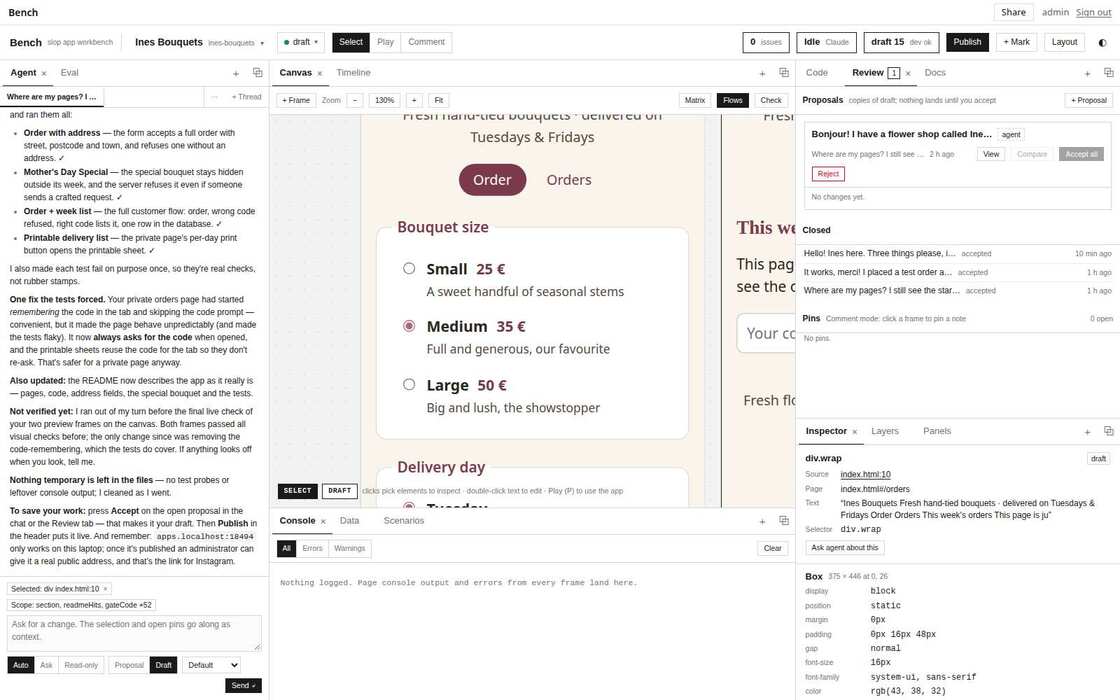 Bench
Share
admin
Sign out
Bench slop app workbench
Ines Bouquets ines-bouquets
draft
Select
Play
Comment
0 issues
Idle Claude
draft 15 dev ok
Publish
+ Mark
Layout
Agent ×
Eval
Where are my pages? I …
...
+ Thread
and ran them all:
• Order with address — the form accepts a full order with
street, postcode and town, and refuses one without an
address. ✓
• Mother's Day Special — the special bouquet stays hidden
outside its week, and the server refuses it even if someone
sends a crafted request. ✓
• Order + week list — the full customer flow: order, wrong code
refused, right code lists it, one row in the database. ✓
• Printable delivery list — the private page's per-day print
button opens the printable sheet. ✓
I also made each test fail on purpose once, so they're real checks,
not rubber stamps.
One fix the tests forced. Your private orders page had started
remembering the code in the tab and skipping the code prompt —
convenient, but it made the page behave unpredictably (and made
the tests flaky). It now always asks for the code when opened,
and the printable sheets reuse the code for the tab so they don't
re-ask. That's safer for a private page anyway.
Also updated: the README now describes the app as it really is
— pages, code, address fields, the special bouquet and the tests.
Not verified yet: I ran out of my turn before the final live check of
your two preview frames on the canvas. Both frames passed all
visual checks before; the only change since was removing the
code-remembering, which the tests do cover. If anything looks off
when you look, tell me.
Nothing temporary is left in the files — no test probes or
leftover console output; I cleaned as I went.
To save your work: press Accept on the open proposal in the
chat or the Review tab — that makes it your draft. Then Publish in
the header puts it live. And remember: apps.localhost:18494
only works on this laptop; once it's published an administrator can
give it a real public address, and that's the link for Instagram.
Selected: div index.html:10 ×
Scope: section, readmeHits, gateCode +52
Ask for a change. The selection and open pins go along as
context.
Auto
Ask
Read-only
Proposal
Draft
Default
Send
Canvas ×
Timeline
+ Frame
Zoom
−
130%
+
Fit
Matrix
Flows
Check
Fresh hand-tied bouquets · delivered on
Tuesdays & Fridays
Order
Orders
Bouquet size
Small 25 €
A sweet handful of seasonal stems
Medium 35 €
Full and generous, our favourite
Large 50 €
Big and lush, the showstopper
Delivery day
Tuesday
Fresh
This we
This pag
see the o
Your co
Fresh flo
SELECT
DRAFT
clicks pick elements to inspect · double-click text to edit · Play (P) to use the app
Console ×
Data
Scenarios
All
Errors
Warnings
Clear
Nothing logged. Page console output and errors from every frame land here.
Code
Review 1 ×
Docs
Proposals copies of draft; nothing lands until you accept
+ Proposal
Bonjour! I have a flower shop called Ine… agent
Where are my pages? I still see … 2 h ago
View
Compare
Accept all
Reject
No changes yet.
Closed
Hello! Ines here. Three things please, i… accepted 10 min ago
It works, merci! I placed a test order a… accepted 1 h ago
Where are my pages? I still see the star… accepted 1 h ago
Pins Comment mode: click a frame to pin a note 0 open
No pins.
Inspector ×
Layers
Panels
div.wrap
draft
Source index.html:10
Page index.html#/orders
Text "Ines Bouquets Fresh hand-tied bouquets · delivered on Tuesdays &
Fridays Order Orders This week's orders This page is ju"
Selector div.wrap
Ask agent about this
Box 375 × 446 at 0, 26
display block
position static
margin 0px
padding 0px 16px 48px
gap normal
font-size 16px
font-family system-ui, sans-serif
color rgb(43, 38, 32)